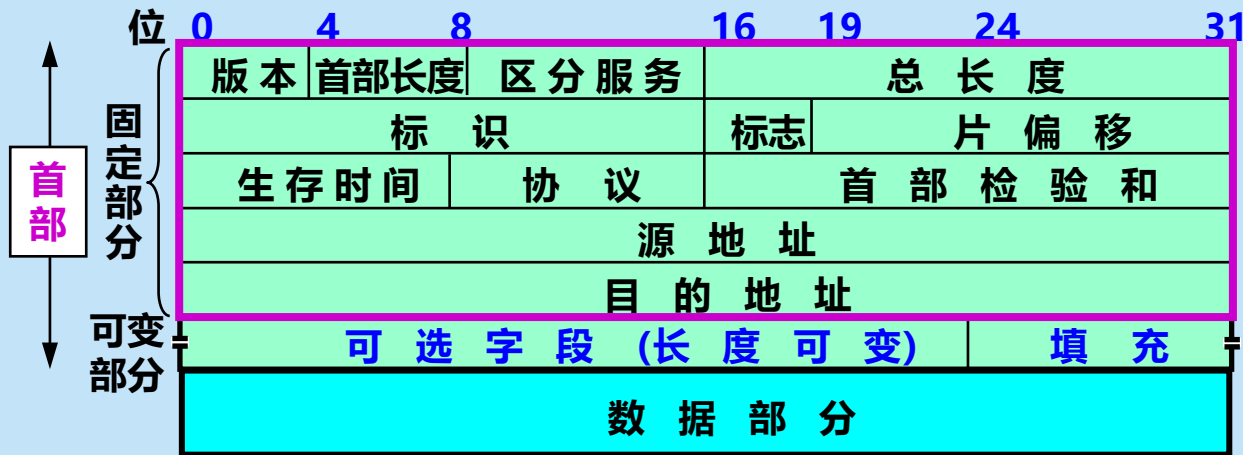 位 0 4 8 16 19 24 31
版本 首部长度 区分服务 总长度
标识 标志 片偏移
生存时间 协议 首部检验和
源地址
目的地址
可选字段 (长度可变) 填充
数据部分
首部
固定部分
可变部分